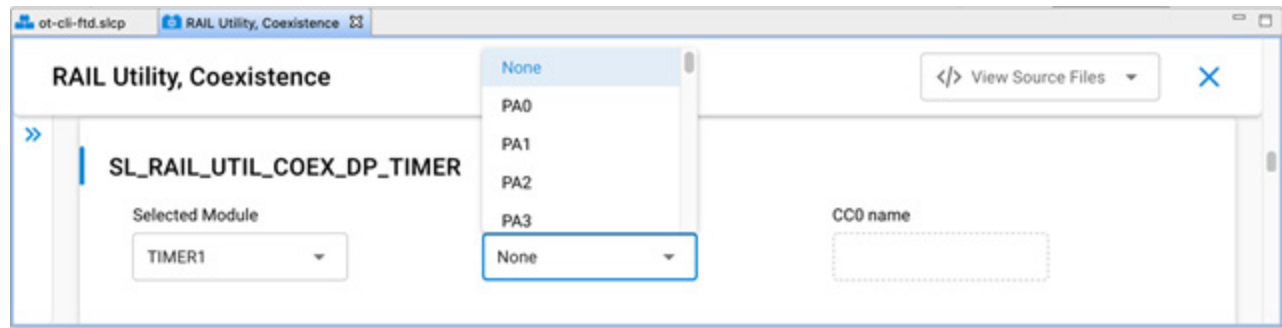 ot-cli-ftd.slcp
RAIL Utility, Coexistence
RAIL Utility, Coexistence
View Source Files
None
PA0
PA1
PA2
PA3
SL_RAIL_UTIL_COEX_DP_TIMER
Selected Module
TIMER1
None
CC0 name